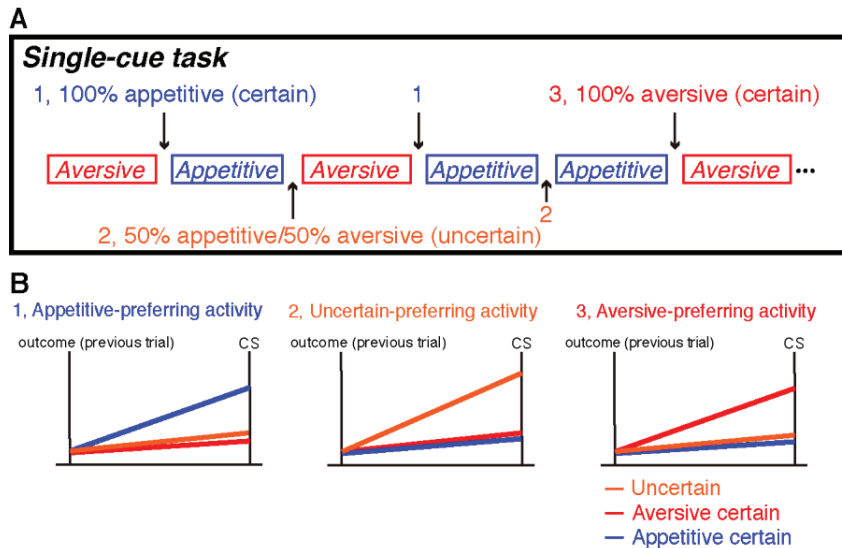 A
Single-cue task
1, 100% appetitive (certain) 1 3, 100% aversive (certain)
Aversive Appetitive Aversive Appetitive Appetitive Aversive ...
2
2, 50% appetitive/50% aversive (uncertain)
B
1, Appetitive-preferring activity 2, Uncertain-preferring activity 3, Aversive-preferring activity
outcome (previous trial) CS outcome (previous trial) CS outcome (previous trial) CS
Uncertain
Aversive certain
Appetitive certain